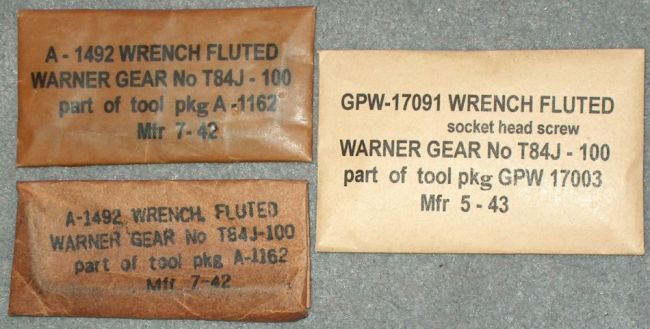 A - 1492 WRENCH FLUTED
WARNER GEAR No T84J - 100
part of tool pkg A -1162
Mfr 7- 42
A-1492 WRENCH, FLUTED
WARNER GEAR No T84J-100
part of tool pkg A-1162
Mfr 7-42
GPW-17091 WRENCH FLUTED
socket head screw
WARNER GEAR No T84J - 100
part of tool pkg GPW 17003
Mfr 5 - 43